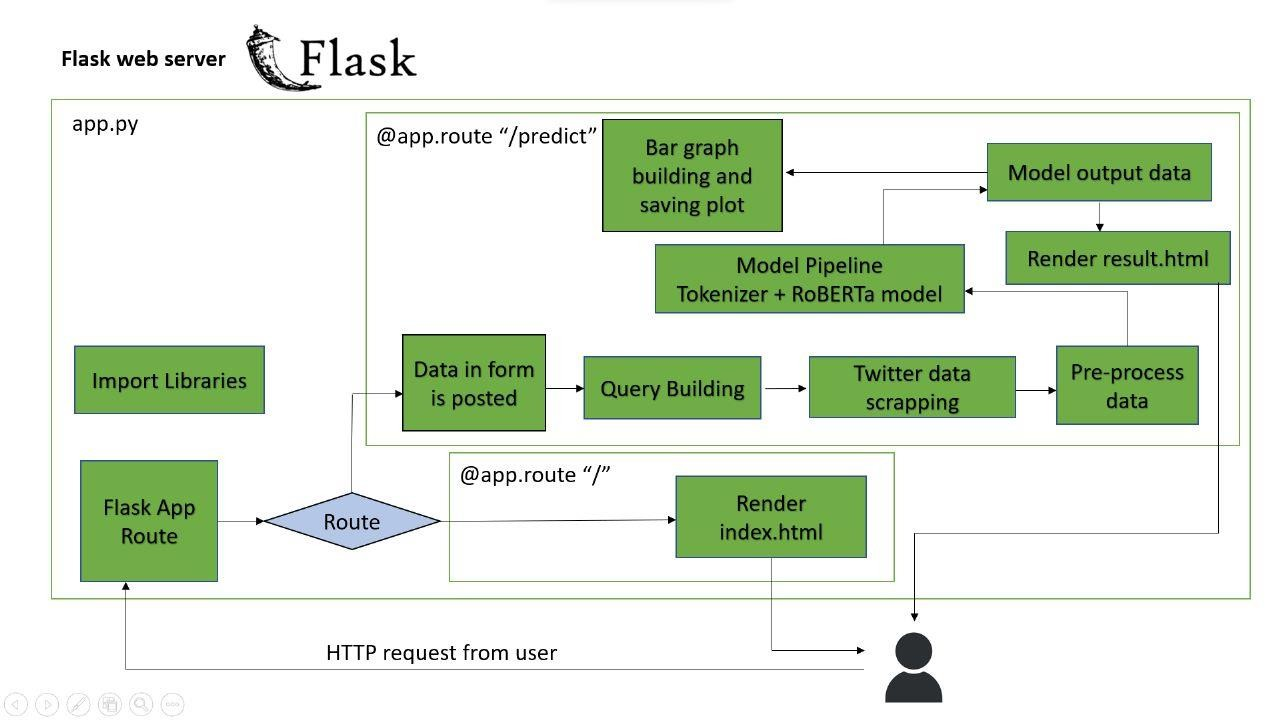 Flask web server
Flask
app.py
@app.route “/predict”
Bar graph
building and
saving plot
Model output data
Render result.html
Model Pipeline
Tokenizer + RoBERTa model
Import Libraries
Data in form
is posted
Query Building
Twitter data
scrapping
Pre-process
data
@app.route “/”
Flask App
Route
Route
Render
index.html
HTTP request from user